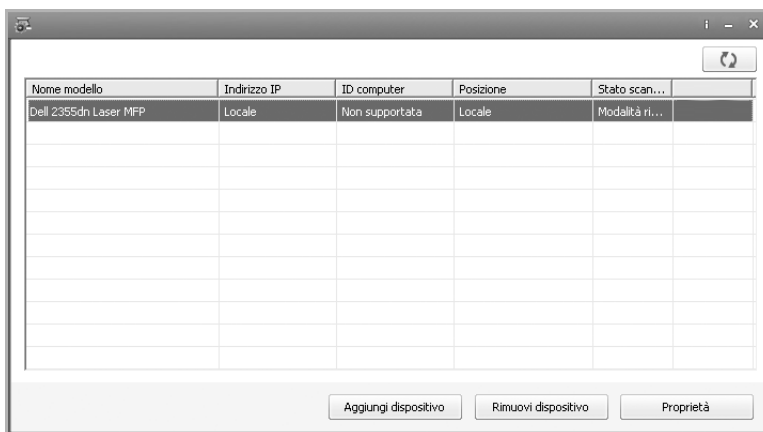 Nome modello Indirizzo IP ID computer Posizione Stato scan...
Dell 2355dn Laser MFP Locale Non supportata Locale Modalità ri...
Aggiungi dispositivo Rimuovi dispositivo Proprietà